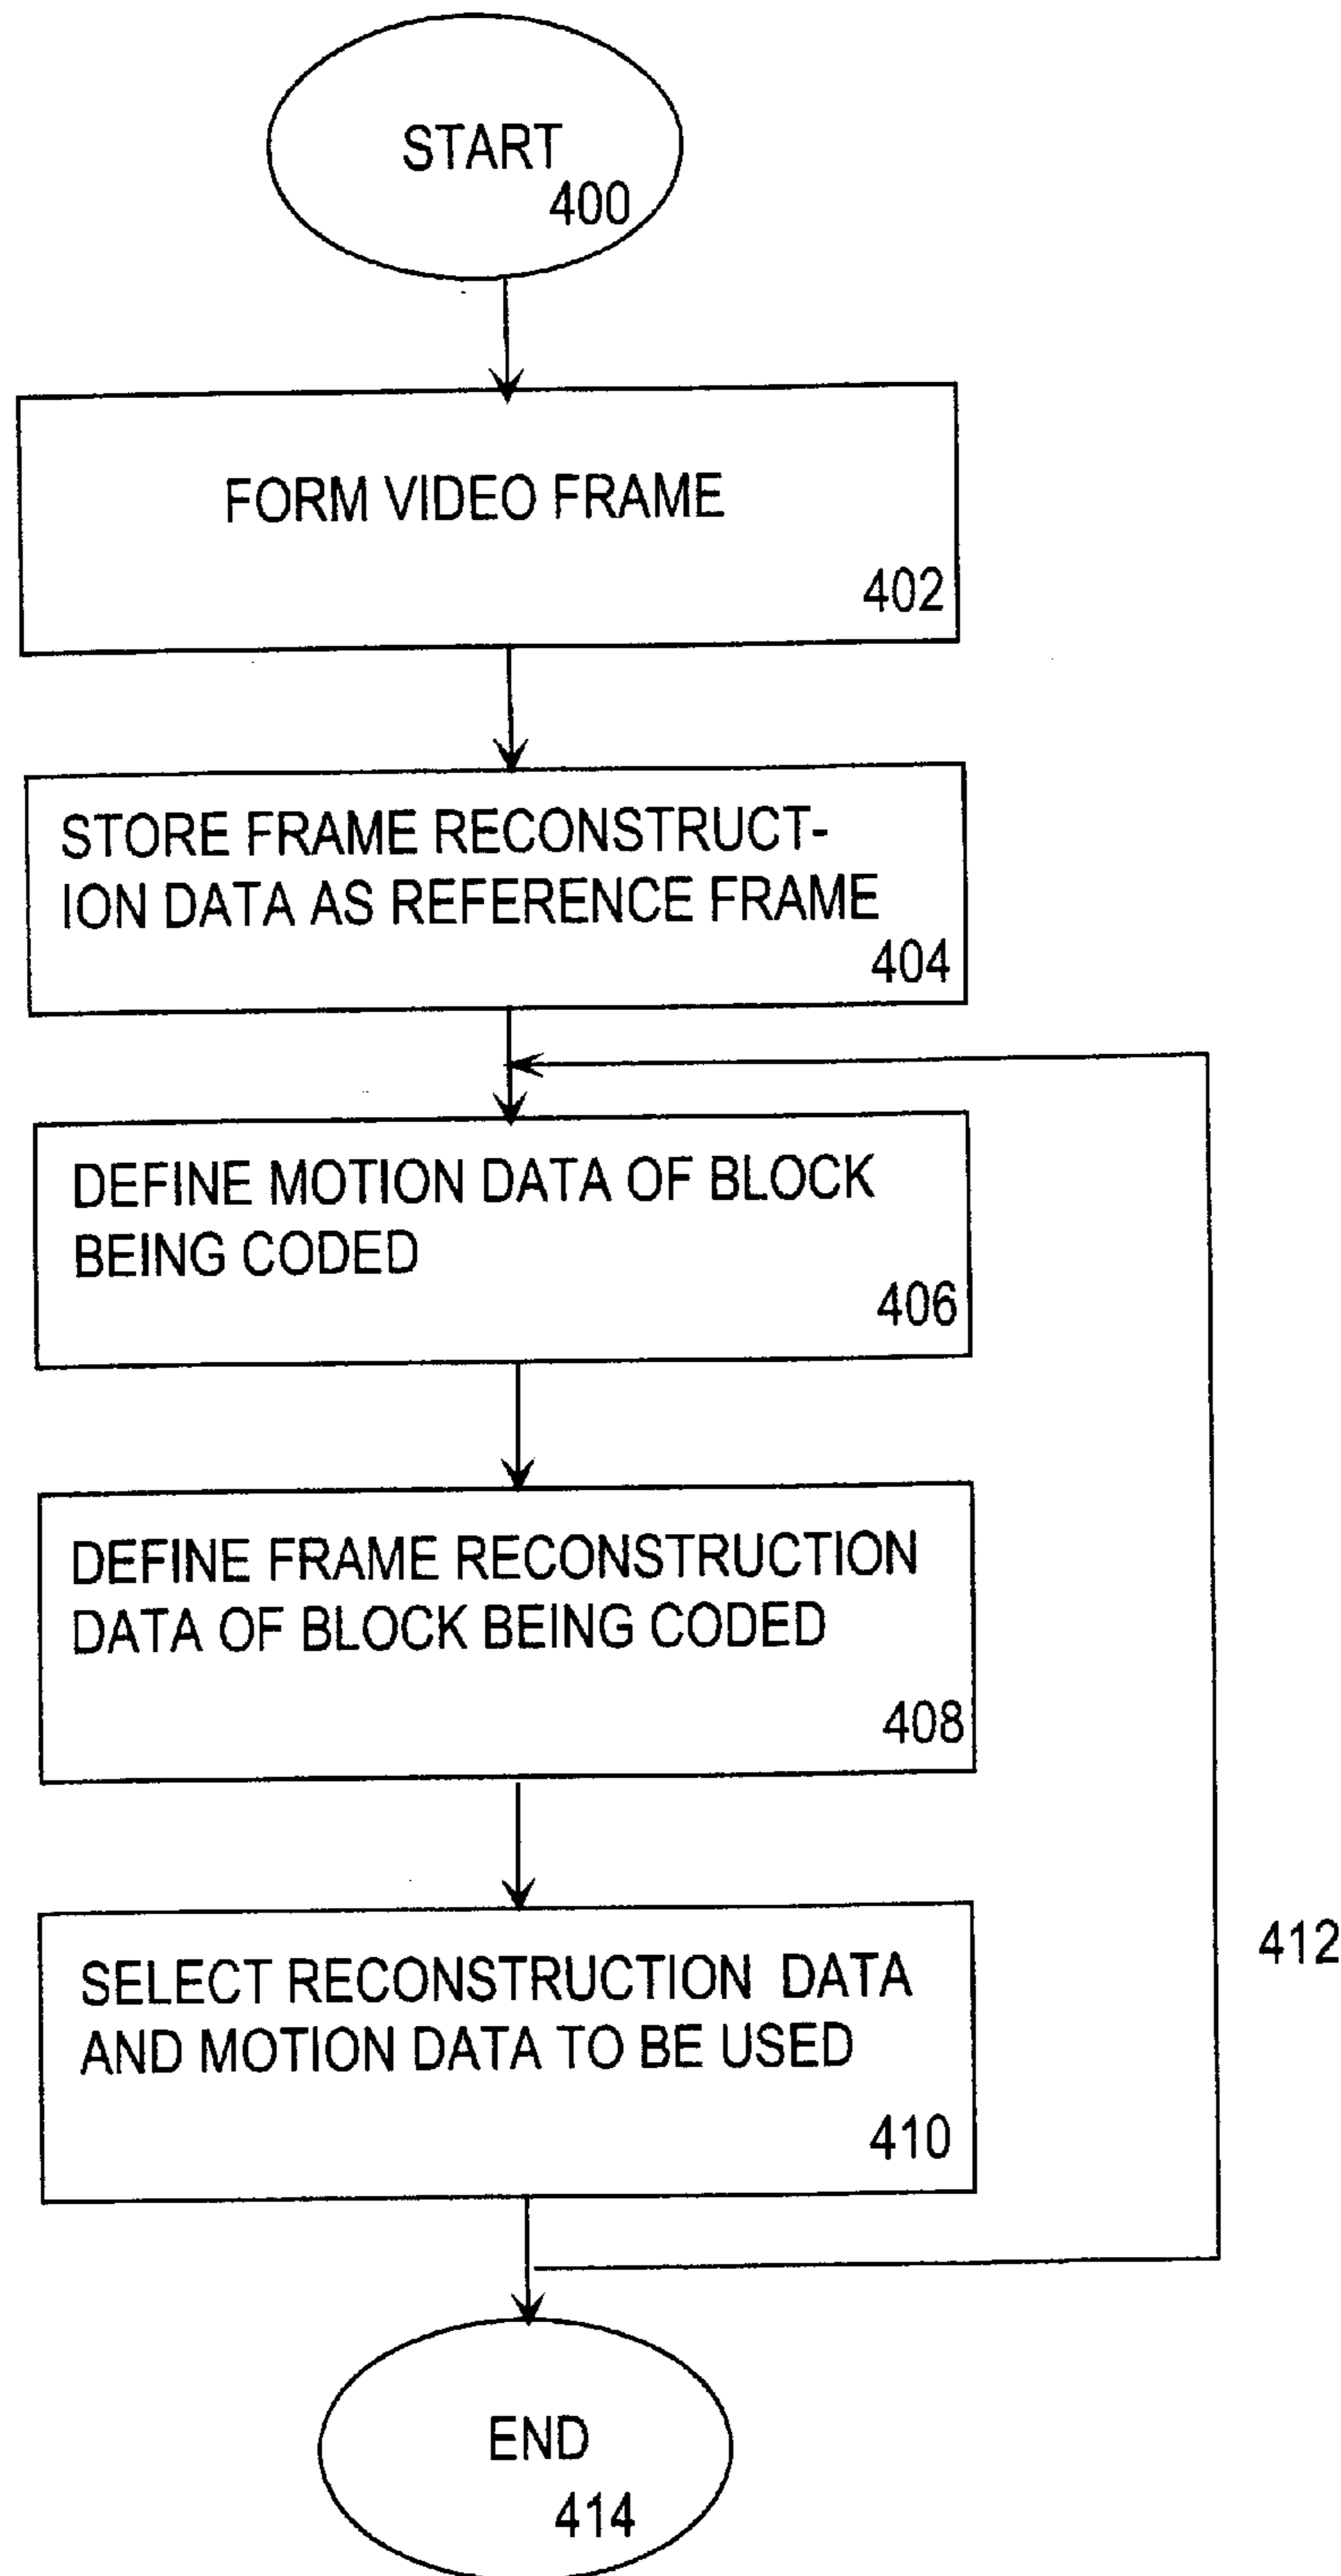 START
400
FORM VIDEO FRAME
402
STORE FRAME RECONSTRUCT-
ION DATA AS REFERENCE FRAME
404
DEFINE MOTION DATA OF BLOCK
BEING CODED
406
DEFINE FRAME RECONSTRUCTION
DATA OF BLOCK BEING CODED
408
SELECT RECONSTRUCTION DATA
AND MOTION DATA TO BE USED
410
412
END
414